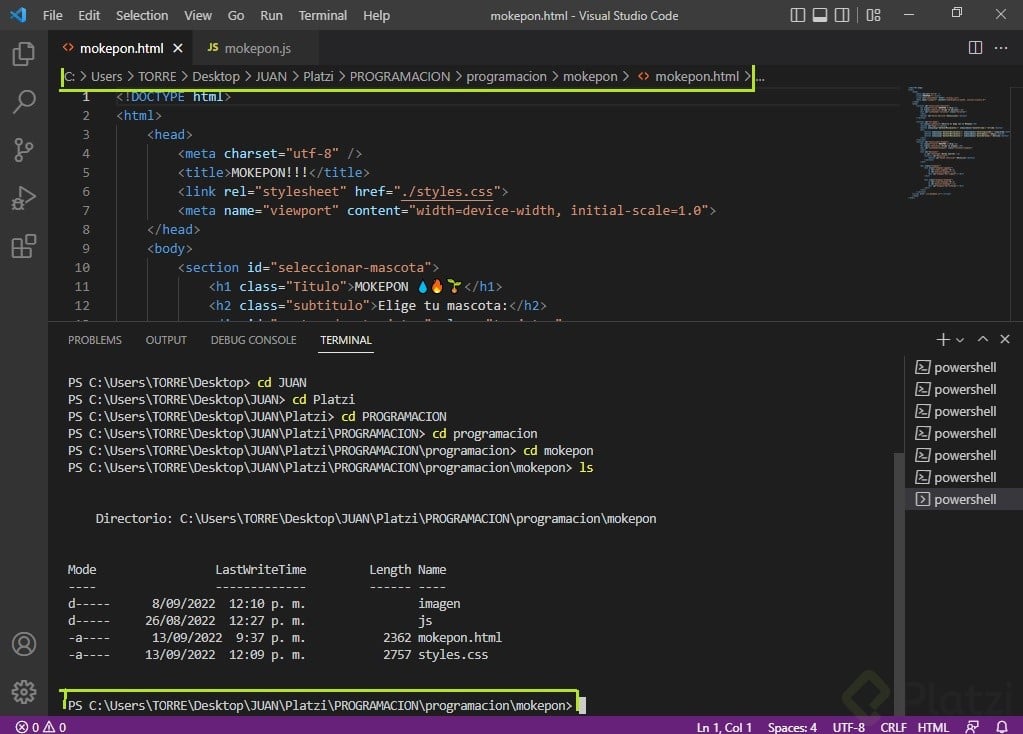 File Edit Selection View Go Run Terminal Help mokepon.html - Visual Studio Code
mokepon.html mokepon.js
C: > Users > TORRE > Desktop > JUAN > Platzi > PROGRAMACION > programacion > mokepon > mokepon.html > ...
1 <!DOCTYPE html>
2 <html>
3 <head>
4 <meta charset="utf-8" />
5 <title>MOKEPON!!!</title>
6 <link rel="stylesheet" href="./styles.css">
7 <meta name="viewport" content="width=device-width, initial-scale=1.0">
8 </head>
9 <body>
10 <section id="seleccionar-mascota">
11 <h1 class="Titulo">MOKEPON 💧🔥🌱</h1>
12 <h2 class="subtitulo">Elige tu mascota:</h2>
PROBLEMS OUTPUT DEBUG CONSOLE TERMINAL
PS C:\Users\TORRE\Desktop> cd JUAN
PS C:\Users\TORRE\Desktop\JUAN> cd Platzi
PS C:\Users\TORRE\Desktop\JUAN\Platzi> cd PROGRAMACION
PS C:\Users\TORRE\Desktop\JUAN\Platzi\PROGRAMACION> cd programacion
PS C:\Users\TORRE\Desktop\JUAN\Platzi\PROGRAMACION\programacion> cd mokepon
PS C:\Users\TORRE\Desktop\JUAN\Platzi\PROGRAMACION\programacion\mokepon> ls
Directorio: C:\Users\TORRE\Desktop\JUAN\Platzi\PROGRAMACION\programacion\mokepon
Mode LastWriteTime Length Name
---- ------------- ------ ----
d----- 8/09/2022 12:10 p. m. imagen
d----- 26/08/2022 12:27 p. m. js
-a---- 13/09/2022 9:37 p. m. 2362 mokepon.html
-a---- 13/09/2022 12:09 p. m. 2757 styles.css
PS C:\Users\TORRE\Desktop\JUAN\Platzi\PROGRAMACION\programacion\mokepon>
powershell
powershell
powershell
powershell
powershell
powershell
powershell
Platzi
0 0 Ln 1, Col 1 Spaces: 4 UTF-8 CRLF HTML